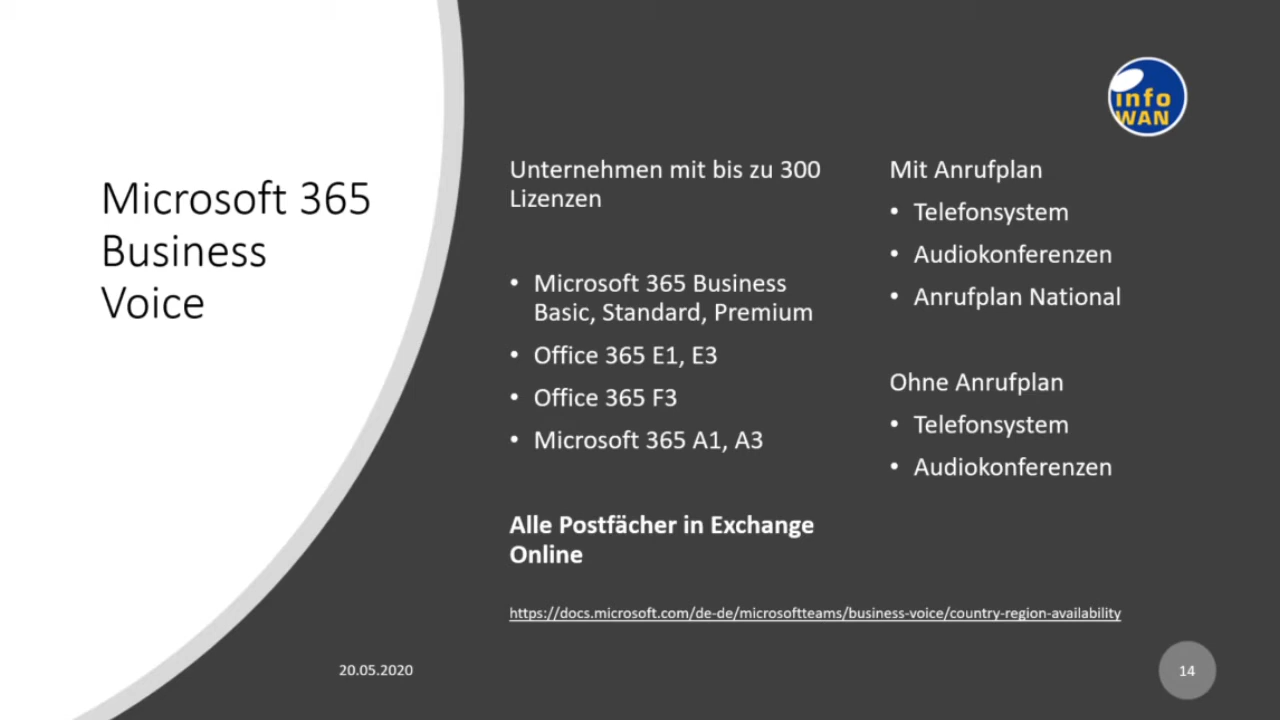 Microsoft 365
Business
Voice
info
WAN
Unternehmen mit bis zu 300
Lizenzen
• Microsoft 365 Business
Basic, Standard, Premium
• Office 365 E1, E3
• Office 365 F3
• Microsoft 365 A1, A3
Alle Postfächer in Exchange
Online
Mit Anrufplan
• Telefonsystem
• Audiokonferenzen
• Anrufplan National
Ohne Anrufplan
• Telefonsystem
• Audiokonferenzen
https://docs.microsoft.com/de-de/microsoftteams/business-voice/country-region-availability
20.05.2020
14